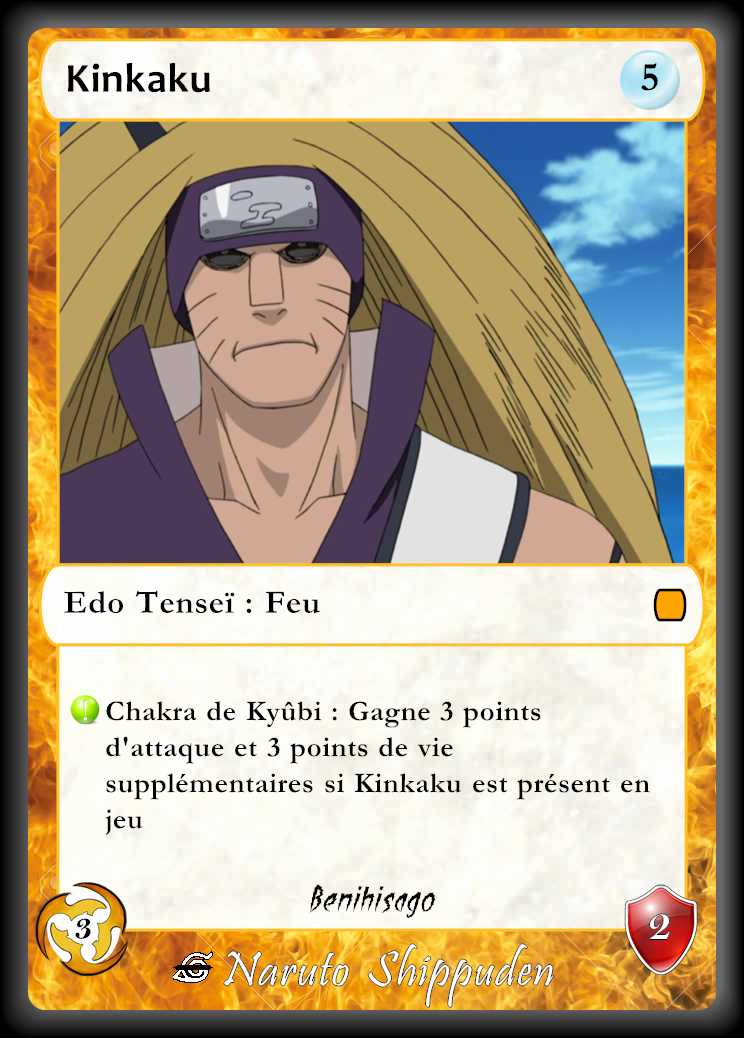 Kinkaku
5
Edo Tenseï : Feu
Chakra de Kyûbi : Gagne 3 points
d'attaque et 3 points de vie
supplémentaires si Kinkaku est présent en
jeu
Benihisago
3
2
Naruto Shippuden